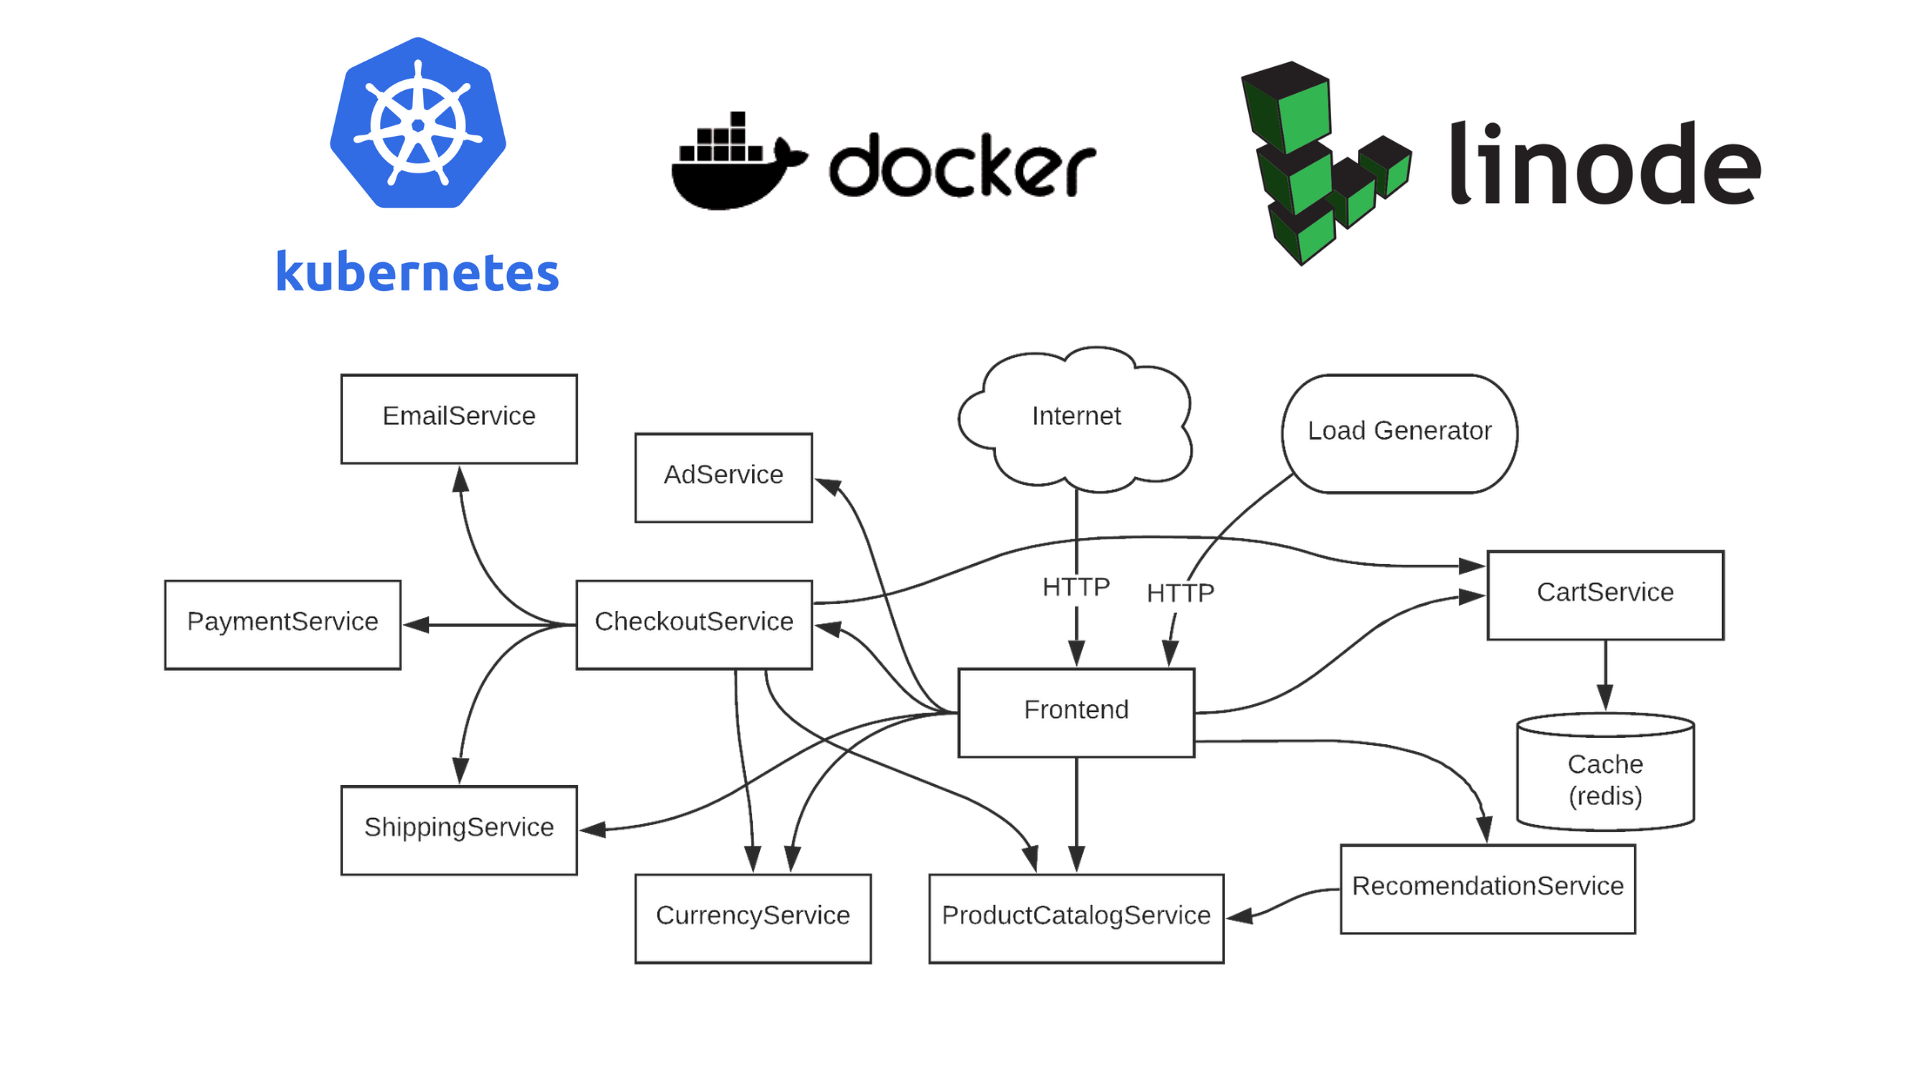 kubernetes
docker
linode
EmailService
AdService
Internet
Load Generator
HTTP
HTTP
PaymentService
CheckoutService
CartService
Frontend
Cache
(redis)
ShippingService
CurrencyService
ProductCatalogService
RecomendationService